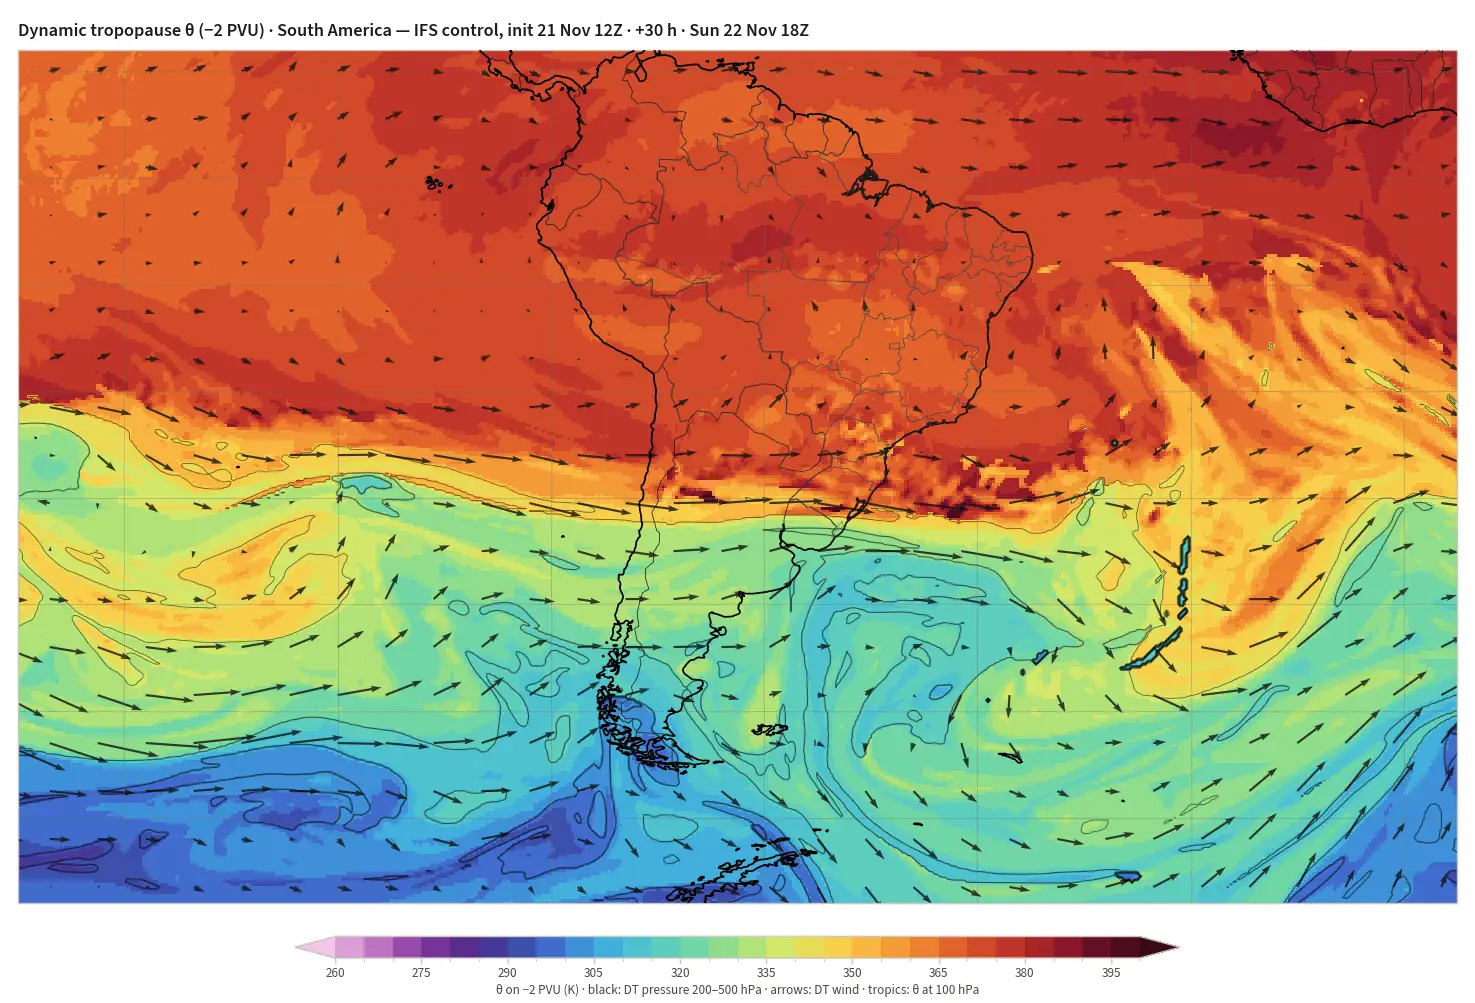 Dynamic tropopause θ (−2 PVU) · South America — IFS control, init 21 Nov 12Z · +30 h · Sun 22 Nov 18Z
260 275 290 305 320 335 350 365 380 395
θ on −2 PVU (K) · black: DT pressure 200–500 hPa · arrows: DT wind · tropics: θ at 100 hPa